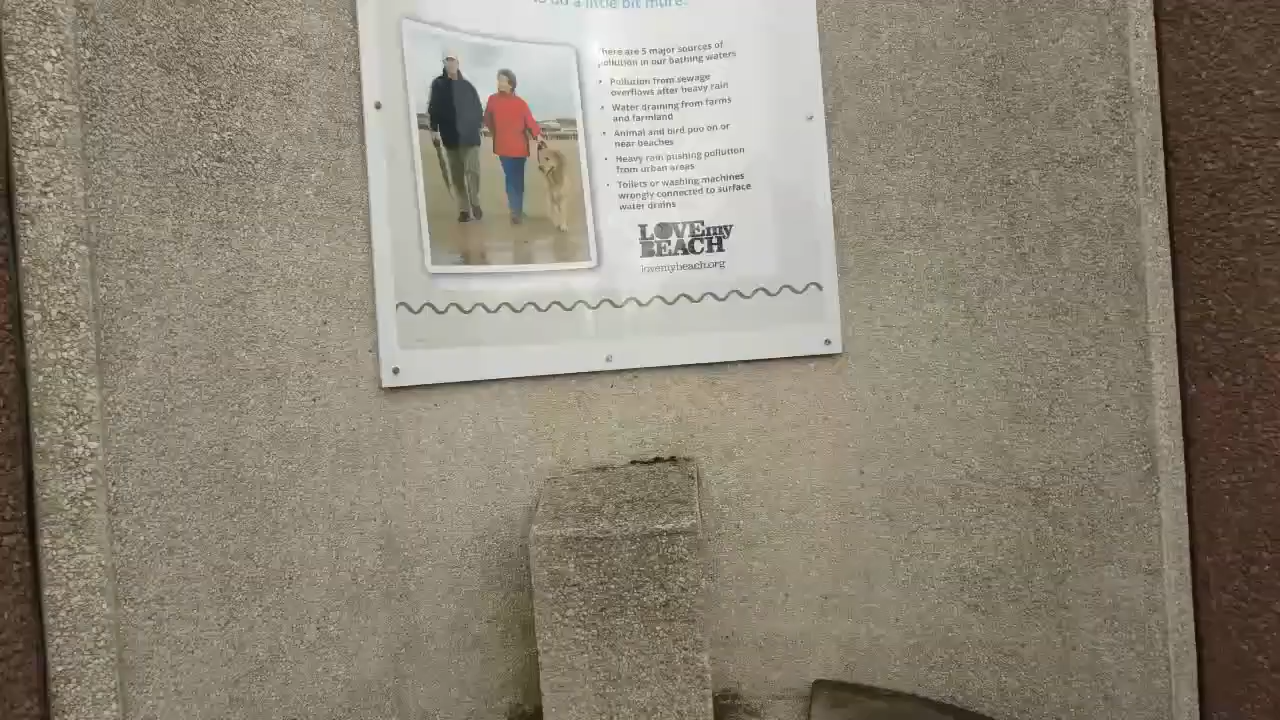 to do a little bit more.
There are 5 major sources of
pollution in our bathing waters
• Pollution from sewage
overflows after heavy rain
• Water draining from farms
and farmland
• Animal and bird poo on or
near beaches
• Heavy rain pushing pollution
from urban areas
• Toilets or washing machines
wrongly connected to surface
water drains
LOVE my
BEACH
lovemybeach.org